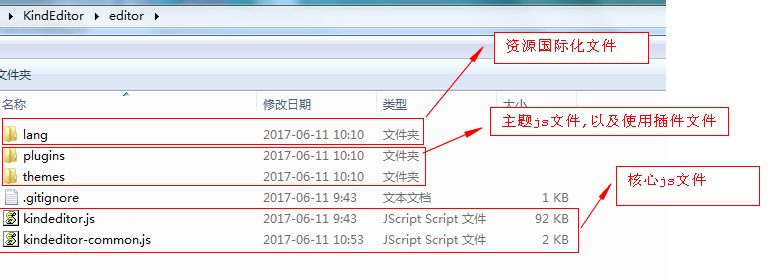 KindEditor editor
资源国际化文件
文件夹
名称 修改日期 类型 大小
lang 2017-06-11 10:10 文件夹
主题js文件,以及使用插件文件
plugins 2017-06-11 10:10 文件夹
themes 2017-06-11 10:10 文件夹
核心js文件
.gitignore 2017-06-11 9:43 文本文档 1 KB
kindeditor.js 2017-06-11 9:43 JScript Script 文件 92 KB
kindeditor-common.js 2017-06-11 10:53 JScript Script 文件 2 KB